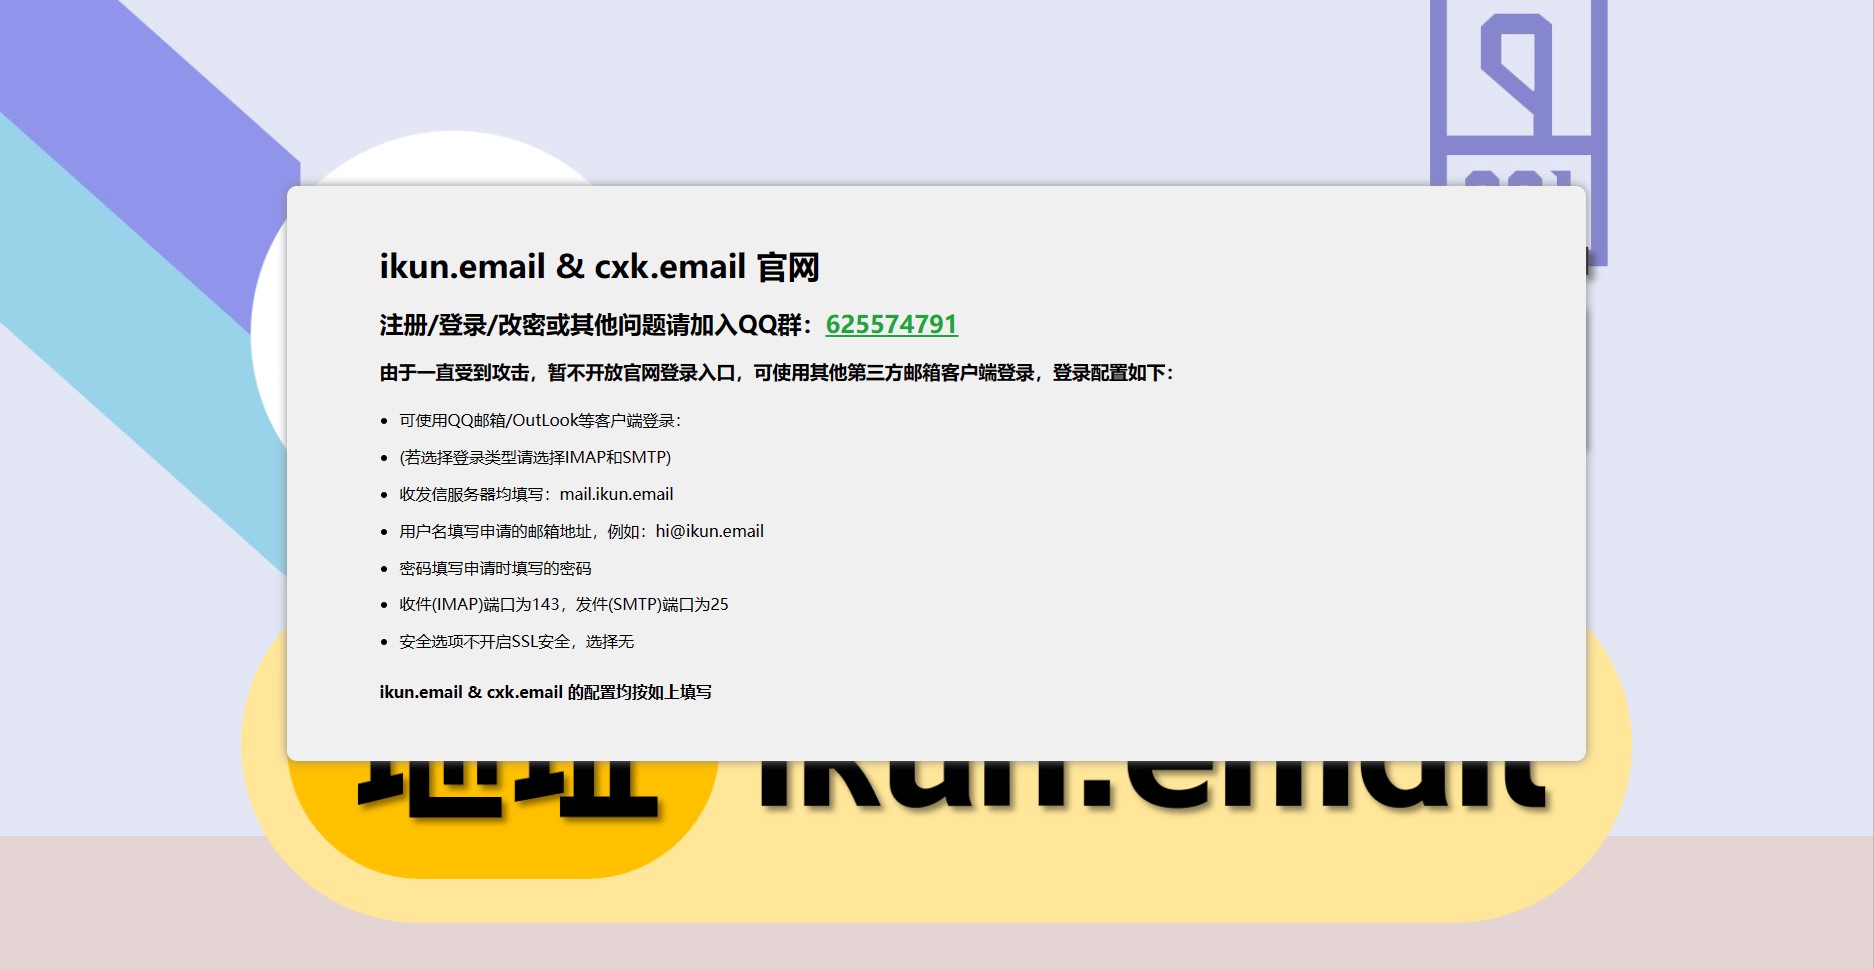 ikun.email & cxk.email 官网
注册/登录/改密或其他问题请加入QQ群：625574791
由于一直受到攻击，暂不开放官网登录入口，可使用其他第三方邮箱客户端登录，登录配置如下：
可使用QQ邮箱/OutLook等客户端登录：
(若选择登录类型请选择IMAP和SMTP)
收发信服务器均填写：mail.ikun.email
用户名填写申请的邮箱地址，例如：hi@ikun.email
密码填写申请时填写的密码
收件(IMAP)端口为143，发件(SMTP)端口为25
安全选项不开启SSL安全，选择无
ikun.email & cxk.email 的配置均按如上填写
地址 ikun.email